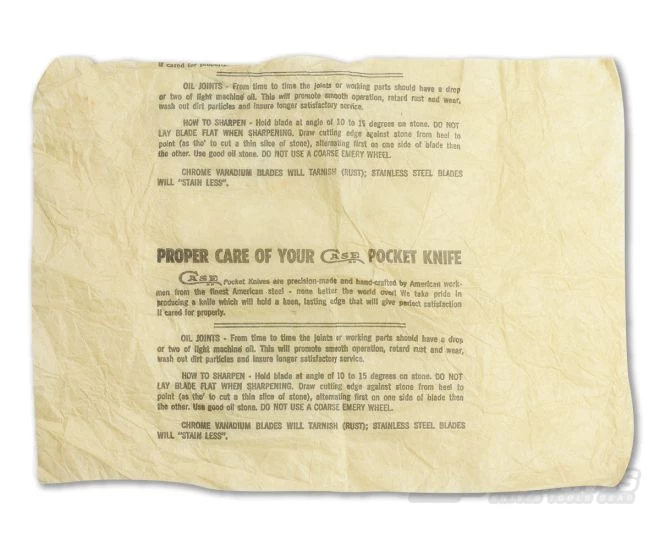 if cared for properly.
OIL JOINTS - From time to time the joints or working parts should have a drop
or two of light machine oil. This will promote smooth operation, retard rust and wear,
wash out dirt particles and insure longer satisfactory service.
HOW TO SHARPEN - Hold blade at angle of 10 to 15 degrees on stone. DO NOT
LAY BLADE FLAT WHEN SHARPENING. Draw cutting edge against stone from heel to
point (as tho' to cut a thin slice of stone), alternating first on one side of blade then
the other. Use good oil stone. DO NOT USE A COARSE EMERY WHEEL.
CHROME VANADIUM BLADES WILL TARNISH (RUST); STAINLESS STEEL BLADES
WILL "STAIN LESS".
PROPER CARE OF YOUR CASE POCKET KNIFE
CASE Pocket Knives are precision-made and hand-crafted by American work-
men from the finest American steel - none better the world over! We take pride in
producing a knife which will hold a keen, lasting edge that will give perfect satisfaction
if cared for properly.
OIL JOINTS - From time to time the joints or working parts should have a drop
or two of light machine oil. This will promote smooth operation, retard rust and wear,
wash out dirt particles and insure longer satisfactory service.
HOW TO SHARPEN - Hold blade at angle of 10 to 15 degrees on stone. DO NOT
LAY BLADE FLAT WHEN SHARPENING. Draw cutting edge against stone from heel to
point (as tho' to cut a thin slice of stone), alternating first on one side of blade then
the other. Use good oil stone. DO NOT USE A COARSE EMERY WHEEL.
CHROME VANADIUM BLADES WILL TARNISH (RUST); STAINLESS STEEL BLADES
WILL "STAIN LESS".
KNIVES TOOLS GEAR